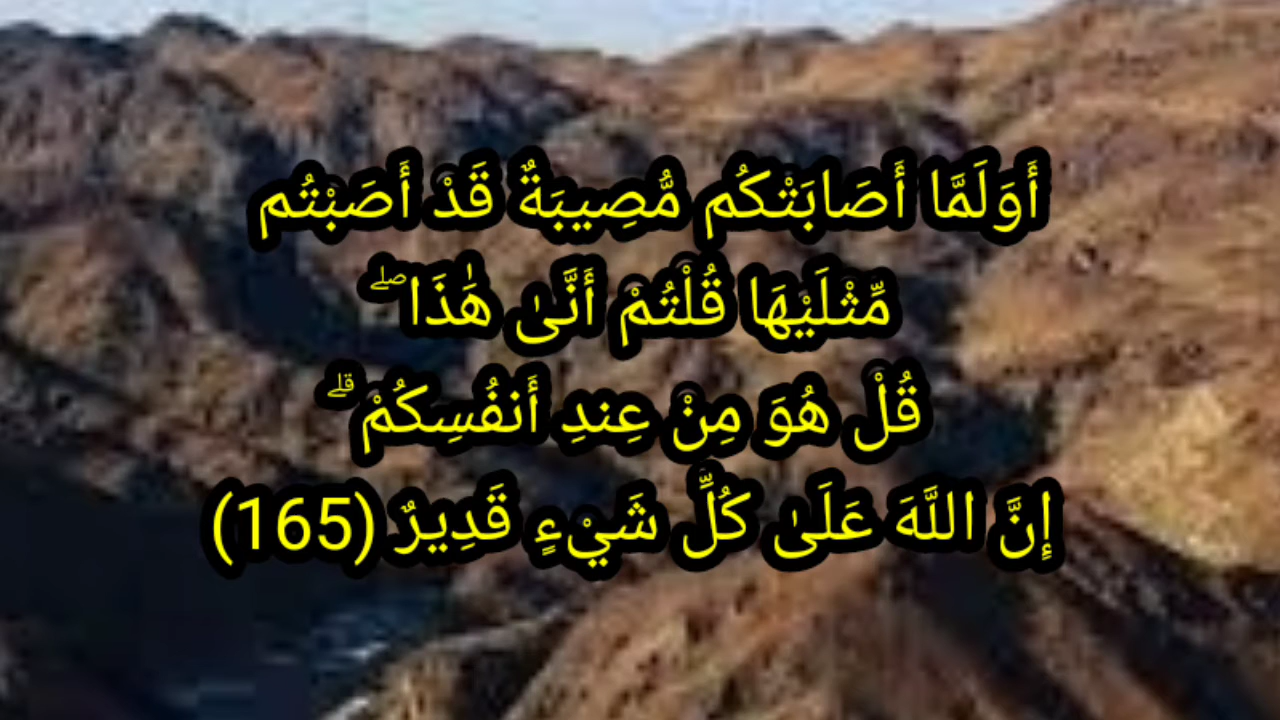 أَوَلَمَّا أَصَابَتْكُم مُّصِيبَةٌ قَدْ أَصَبْتُم
مِّثْلَيْهَا قُلْتُمْ أَنَّىٰ هَٰذَا ۖ
قُلْ هُوَ مِنْ عِندِ أَنفُسِكُمْ ۗ
إِنَّ اللَّهَ عَلَىٰ كُلِّ شَيْءٍ قَدِيرٌ (165)